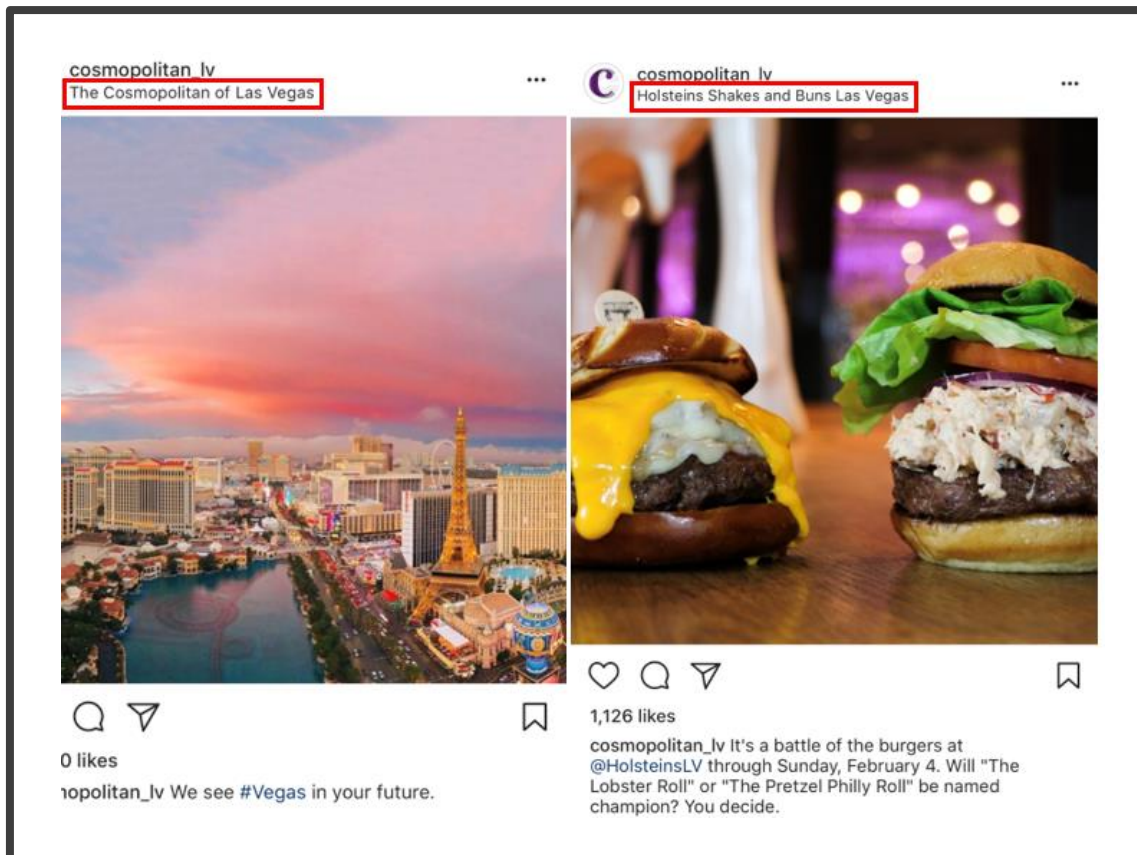 cosmopolitan_lv
The Cosmopolitan of Las Vegas
0 likes
nopolitan_lv We see #Vegas in your future.
cosmopolitan_lv
Holsteins Shakes and Buns Las Vegas
1,126 likes
cosmopolitan_lv It's a battle of the burgers at
@HolsteinsLV through Sunday, February 4. Will "The
Lobster Roll" or "The Pretzel Philly Roll" be named
champion? You decide.